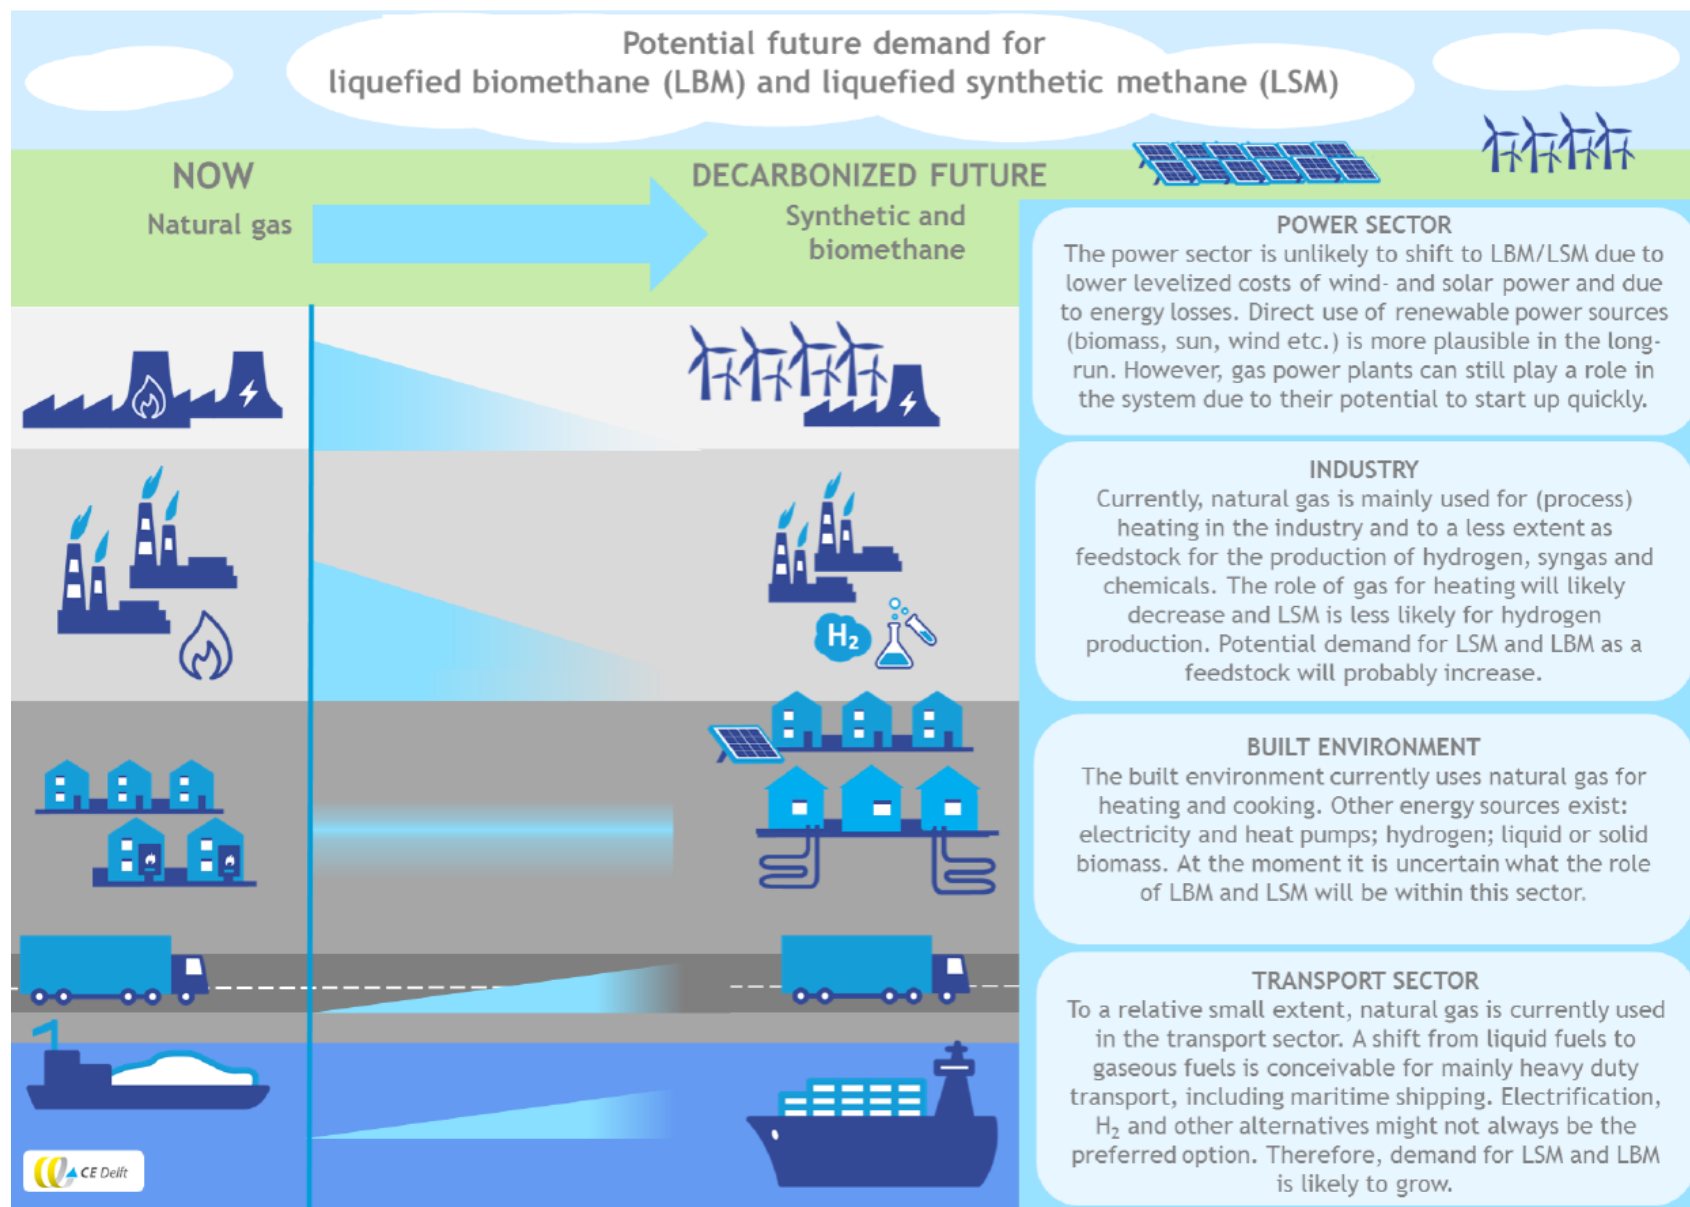 Potential future demand for
liquefied biomethane (LBM) and liquefied synthetic methane (LSM)
NOW
Natural gas
DECARBONIZED FUTURE
Synthetic and
biomethane
POWER SECTOR
The power sector is unlikely to shift to LBM/LSM due to
lower levelized costs of wind- and solar power and due
to energy losses. Direct use of renewable power sources
(biomass, sun, wind etc.) is more plausible in the long-
run. However, gas power plants can still play a role in
the system due to their potential to start up quickly.
INDUSTRY
Currently, natural gas is mainly used for (process)
heating in the industry and to a less extent as
feedstock for the production of hydrogen, syngas and
chemicals. The role of gas for heating will likely
decrease and LSM is less likely for hydrogen
production. Potential demand for LSM and LBM as a
feedstock will probably increase.
H₂
BUILT ENVIRONMENT
The built environment currently uses natural gas for
heating and cooking. Other energy sources exist:
electricity and heat pumps; hydrogen; liquid or solid
biomass. At the moment it is uncertain what the role
of LBM and LSM will be within this sector.
TRANSPORT SECTOR
To a relative small extent, natural gas is currently used
in the transport sector. A shift from liquid fuels to
gaseous fuels is conceivable for mainly heavy duty
transport, including maritime shipping. Electrification,
H₂ and other alternatives might not always be the
preferred option. Therefore, demand for LSM and LBM
is likely to grow.
CE Delft